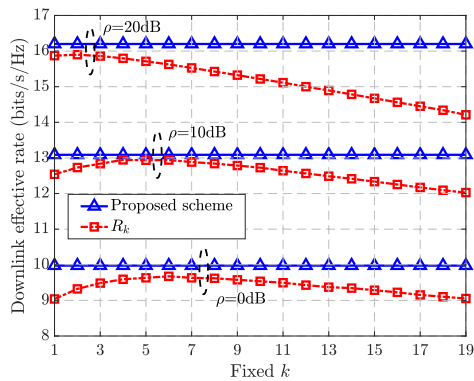 Downlink effective rate (bits/s/Hz)
17
16
15
14
13
12
11
10
9
8
ρ=20dB
ρ=10dB
Proposed scheme
R_k
ρ=0dB
1 3 5 7 9 11 13 15 17 19
Fixed k